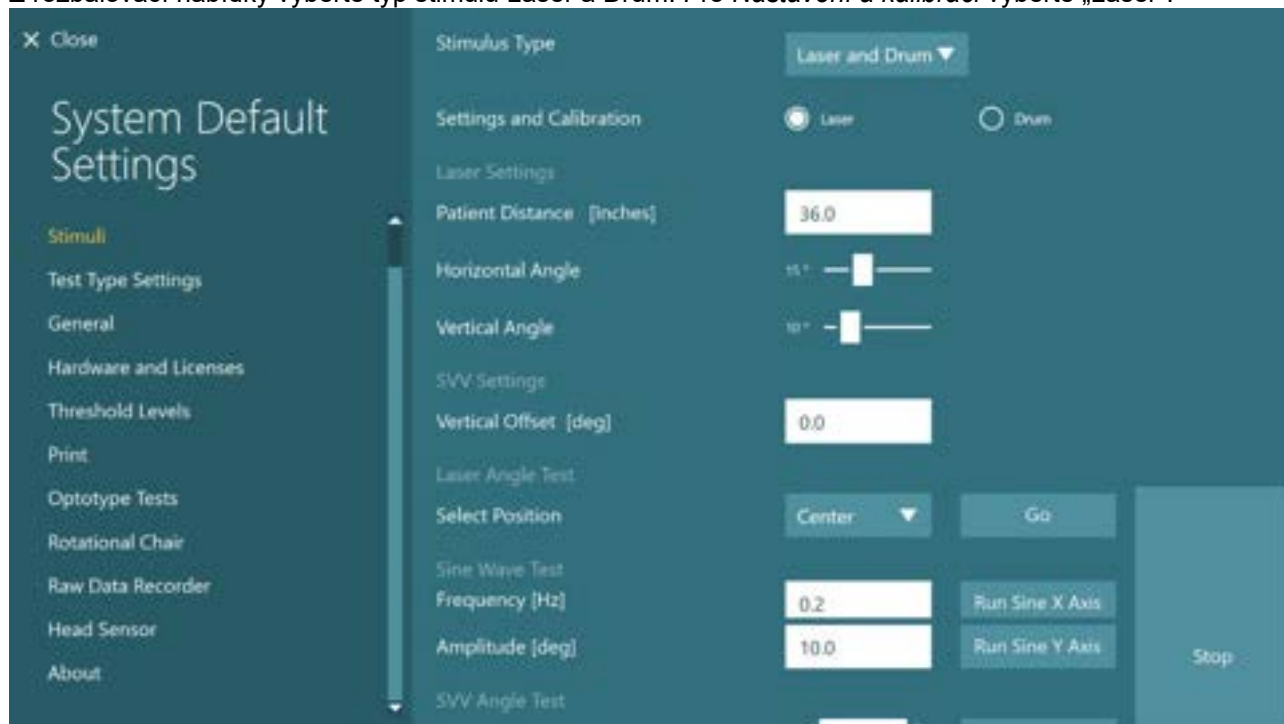 Z rozbalovací nabídky vyberte typ stimulu Laser a Drum. Pro Nastavení a kalibraci vyberte „Laser“.
Close
System Default
Settings
Stimuli
Test Type Settings
General
Hardware and Licenses
Threshold Levels
Print
Optotype Tests
Rotational Chair
Raw Data Recorder
Head Sensor
About
Stimulus Type
Laser and Drum
Settings and Calibration
Laser
Drum
Laser Settings
Patient Distance [inches]
36.0
Horizontal Angle
15 °
Vertical Angle
10 °
SVV Settings
Vertical Offset [deg]
0.0
Laser Angle Test
Select Position
Center
Go
Sine Wave Test
Frequency [Hz]
0.2
Run Sine X Axis
Amplitude [deg]
10.0
Run Sine Y Axis
Stop
SVV Angle Test